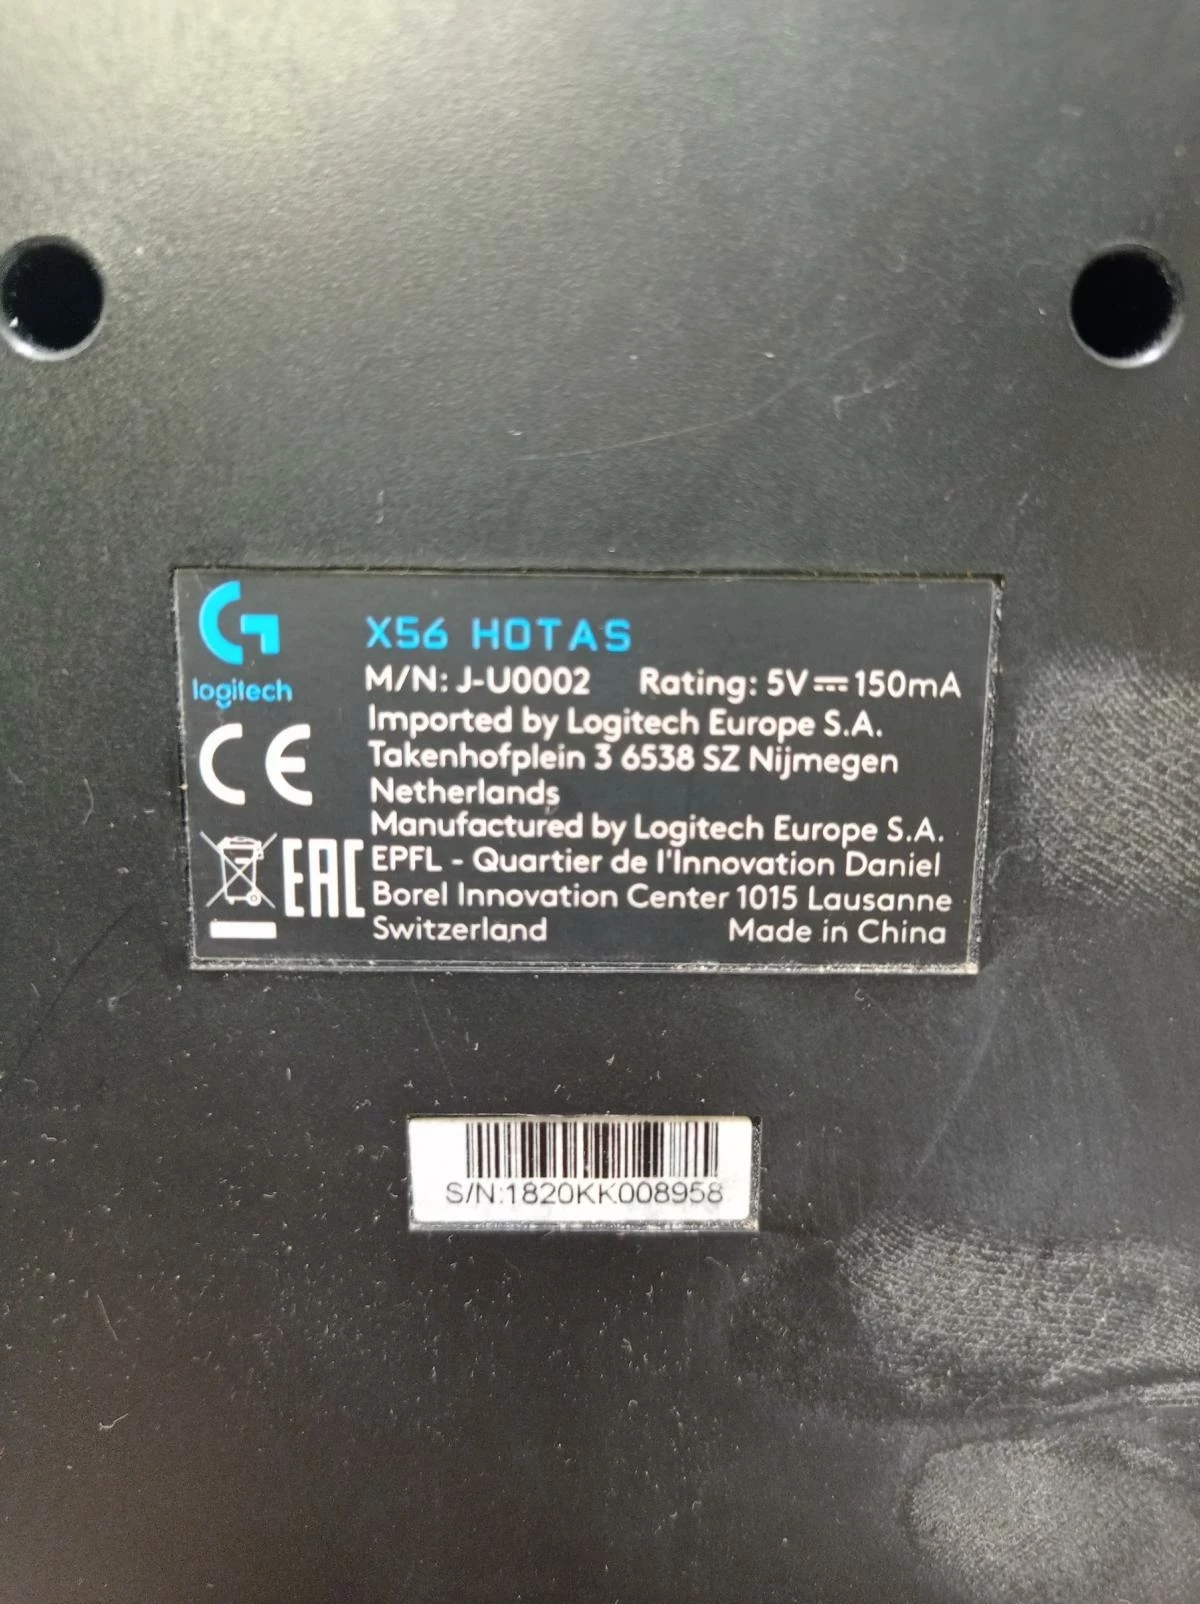 logitech
X56 HOTAS
M/N: J-U0002 Rating: 5V⎓150mA
Imported by Logitech Europe S.A.
Takenhofplein 3 6538 SZ Nijmegen
Netherlands
Manufactured by Logitech Europe S.A.
EPFL - Quartier de l'Innovation Daniel
Borel Innovation Center 1015 Lausanne
Switzerland Made in China
CE
EAC
S/N:1820KK008958